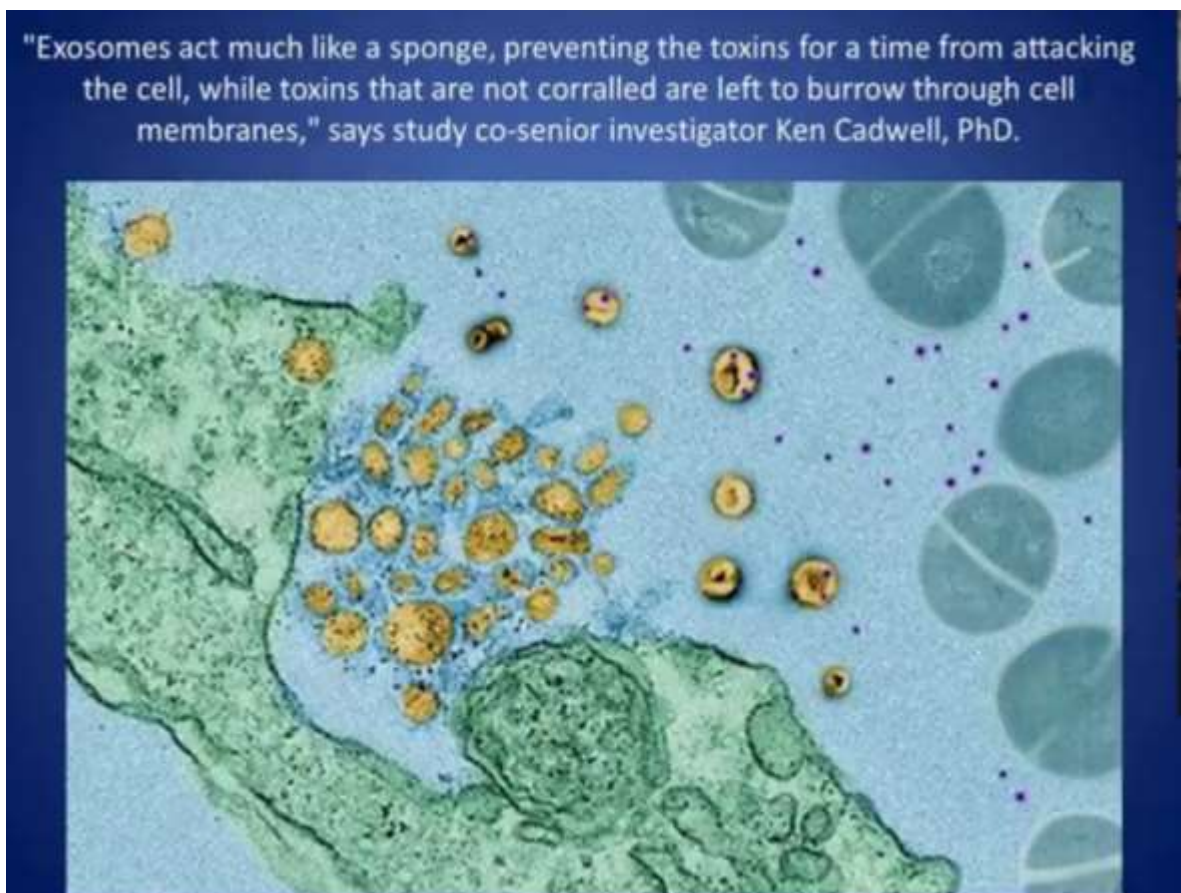 "Exosomes act much like a sponge, preventing the toxins for a time from attacking
the cell, while toxins that are not corralled are left to burrow through cell
membranes," says study co-senior investigator Ken Cadwell, PhD.